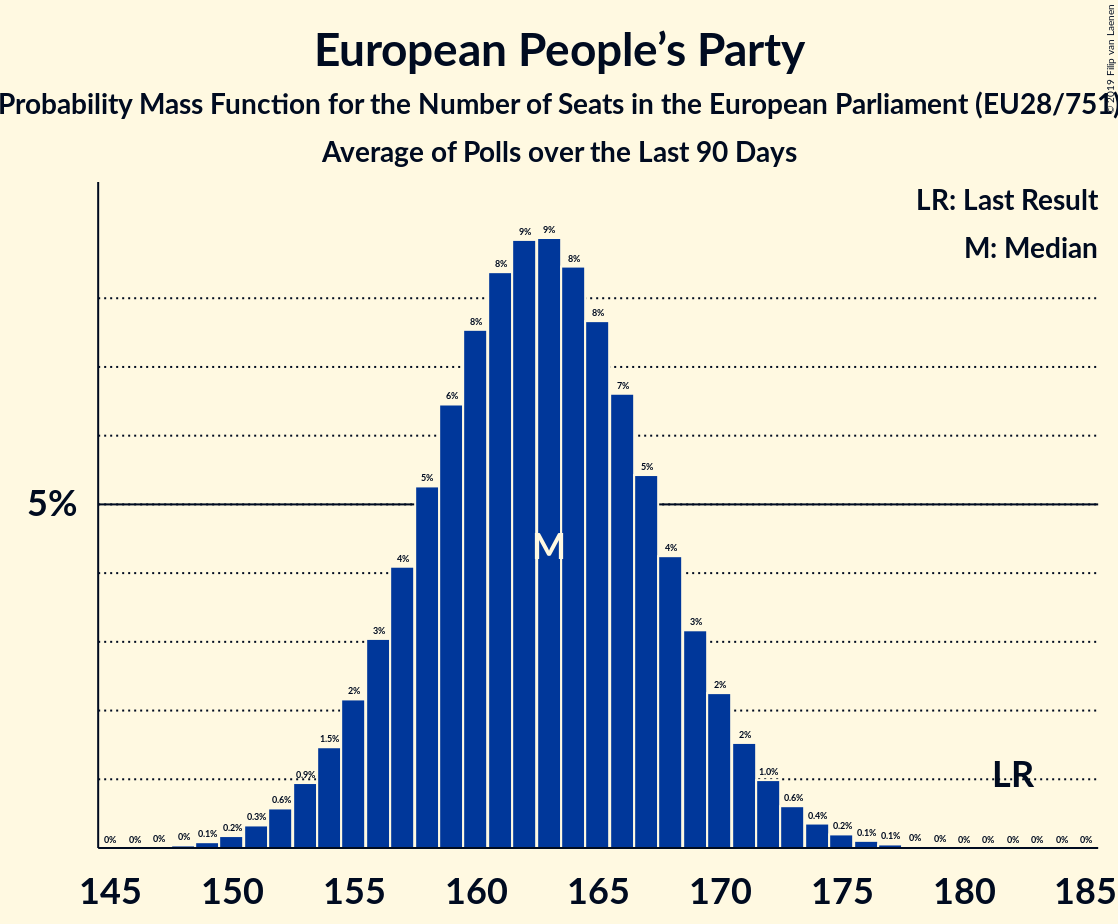 European People’s Party
Probability Mass Function for the Number of Seats in the European Parliament (EU28/751)
Average of Polls over the Last 90 Days
© 2019 Filip van Laenen
LR: Last Result
M: Median
5%
0% 0% 0% 0% 0.1% 0.2% 0.3% 0.6% 0.9% 1.5% 2% 3% 4% 5% 6% 8% 8% 9% 9% 8% 8% 7% 5% 4% 3% 2% 2% 1.0% 0.6% 0.4% 0.2% 0.1% 0.1% 0% 0% 0% 0% 0% 0% 0% 0%
M
LR
145 150 155 160 165 170 175 180 185